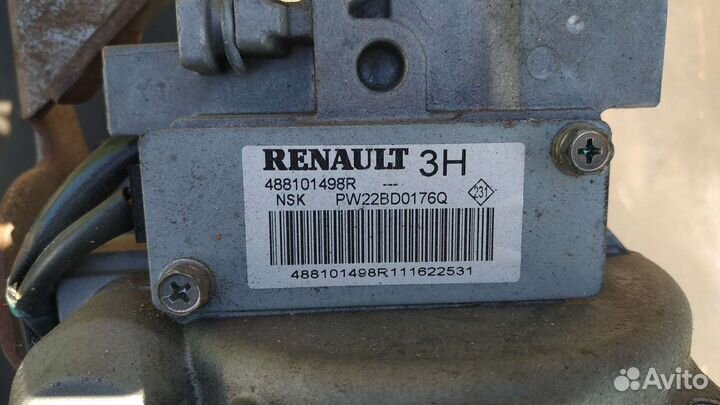 RENAULT 3H
488101498R ---
NSK PW22BD0176Q
231
488101498R111622531
Avito